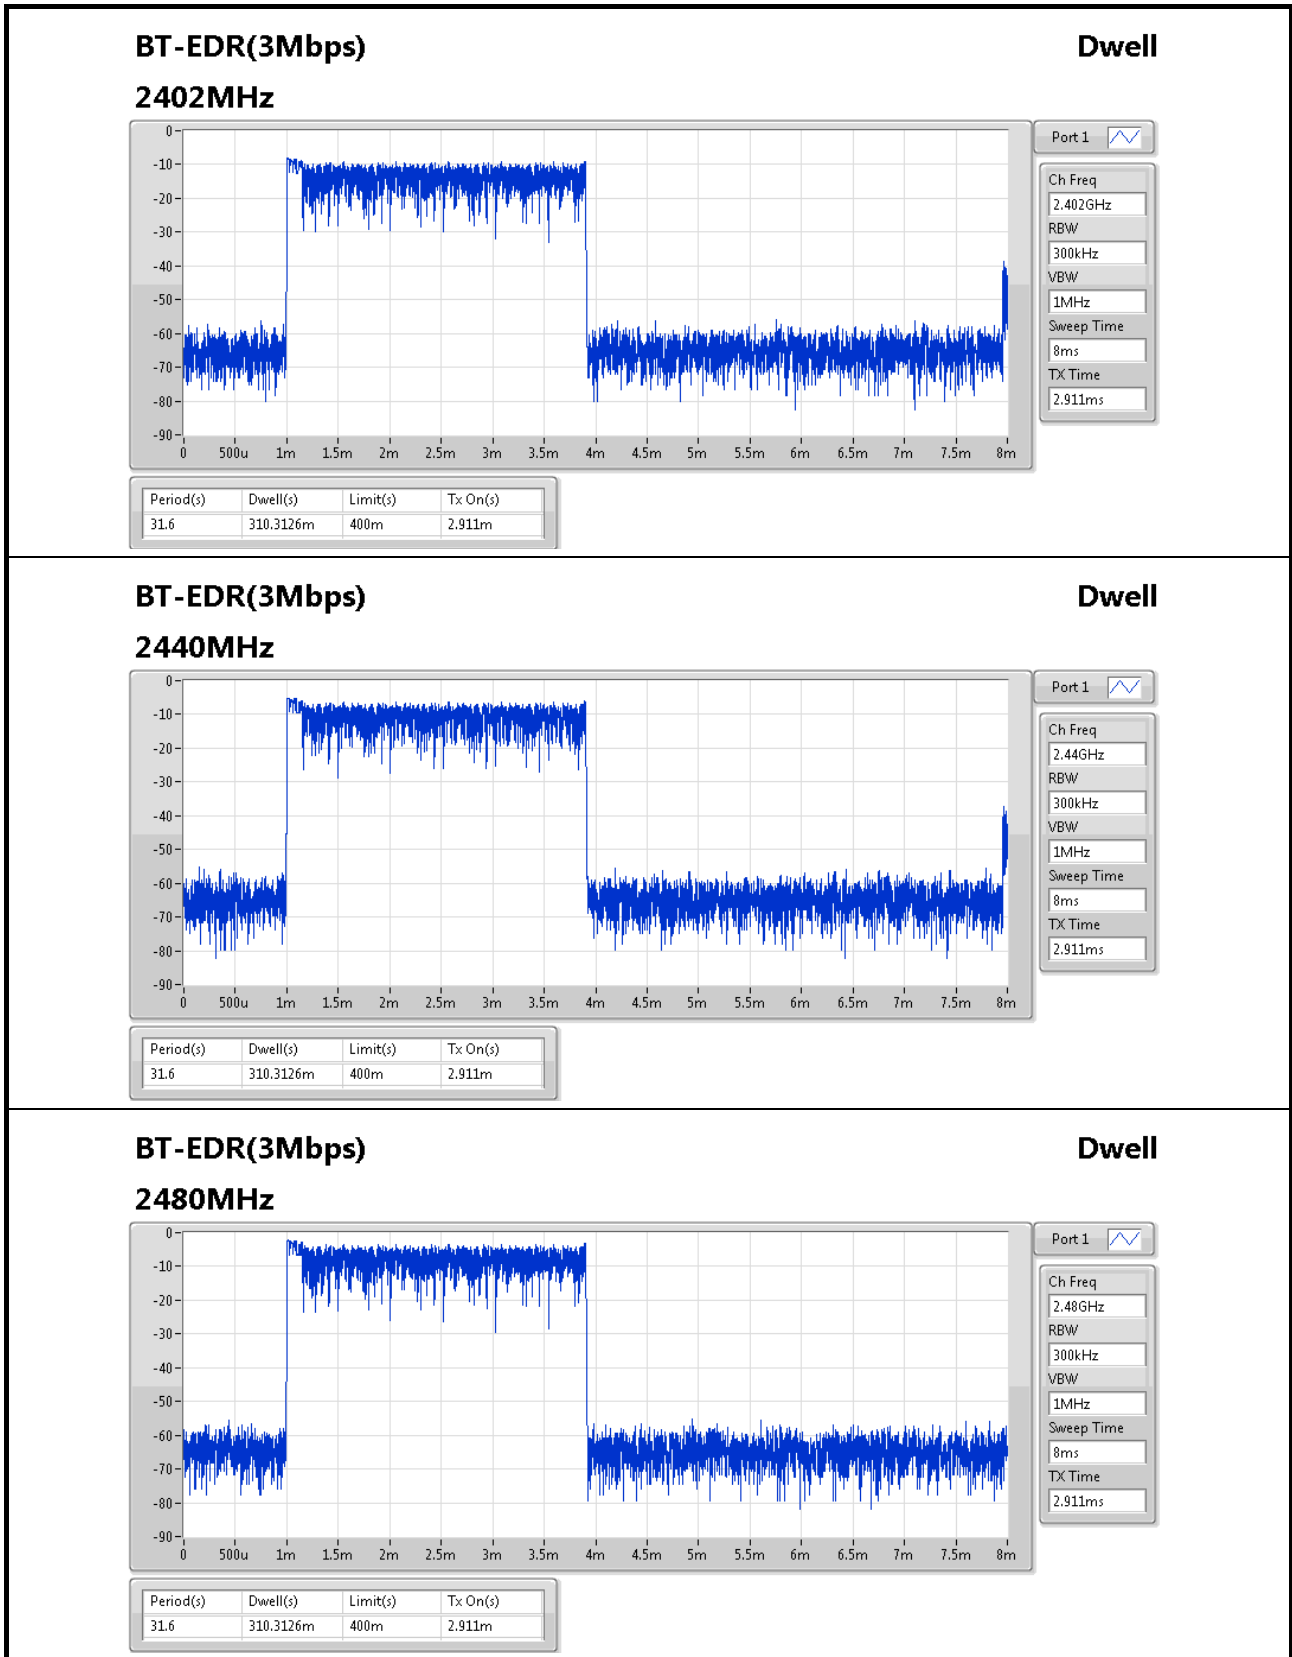 BT-EDR(3Mbps) Dwell
2402MHz
0
-10
-20
-30
-40
-50
-60
-70
-80
-90
0 500u 1m 1.5m 2m 2.5m 3m 3.5m 4m 4.5m 5m 5.5m 6m 6.5m 7m 7.5m 8m
Port 1
Ch Freq
2.402GHz
RBW
300kHz
VBW
1MHz
Sweep Time
8ms
TX Time
2.911ms
Period(s) Dwell(s) Limit(s) Tx On(s)
31.6 310.3126m 400m 2.911m
BT-EDR(3Mbps) Dwell
2440MHz
0
-10
-20
-30
-40
-50
-60
-70
-80
-90
0 500u 1m 1.5m 2m 2.5m 3m 3.5m 4m 4.5m 5m 5.5m 6m 6.5m 7m 7.5m 8m
Port 1
Ch Freq
2.44GHz
RBW
300kHz
VBW
1MHz
Sweep Time
8ms
TX Time
2.911ms
Period(s) Dwell(s) Limit(s) Tx On(s)
31.6 310.3126m 400m 2.911m
BT-EDR(3Mbps) Dwell
2480MHz
0
-10
-20
-30
-40
-50
-60
-70
-80
-90
0 500u 1m 1.5m 2m 2.5m 3m 3.5m 4m 4.5m 5m 5.5m 6m 6.5m 7m 7.5m 8m
Port 1
Ch Freq
2.48GHz
RBW
300kHz
VBW
1MHz
Sweep Time
8ms
TX Time
2.911ms
Period(s) Dwell(s) Limit(s) Tx On(s)
31.6 310.3126m 400m 2.911m